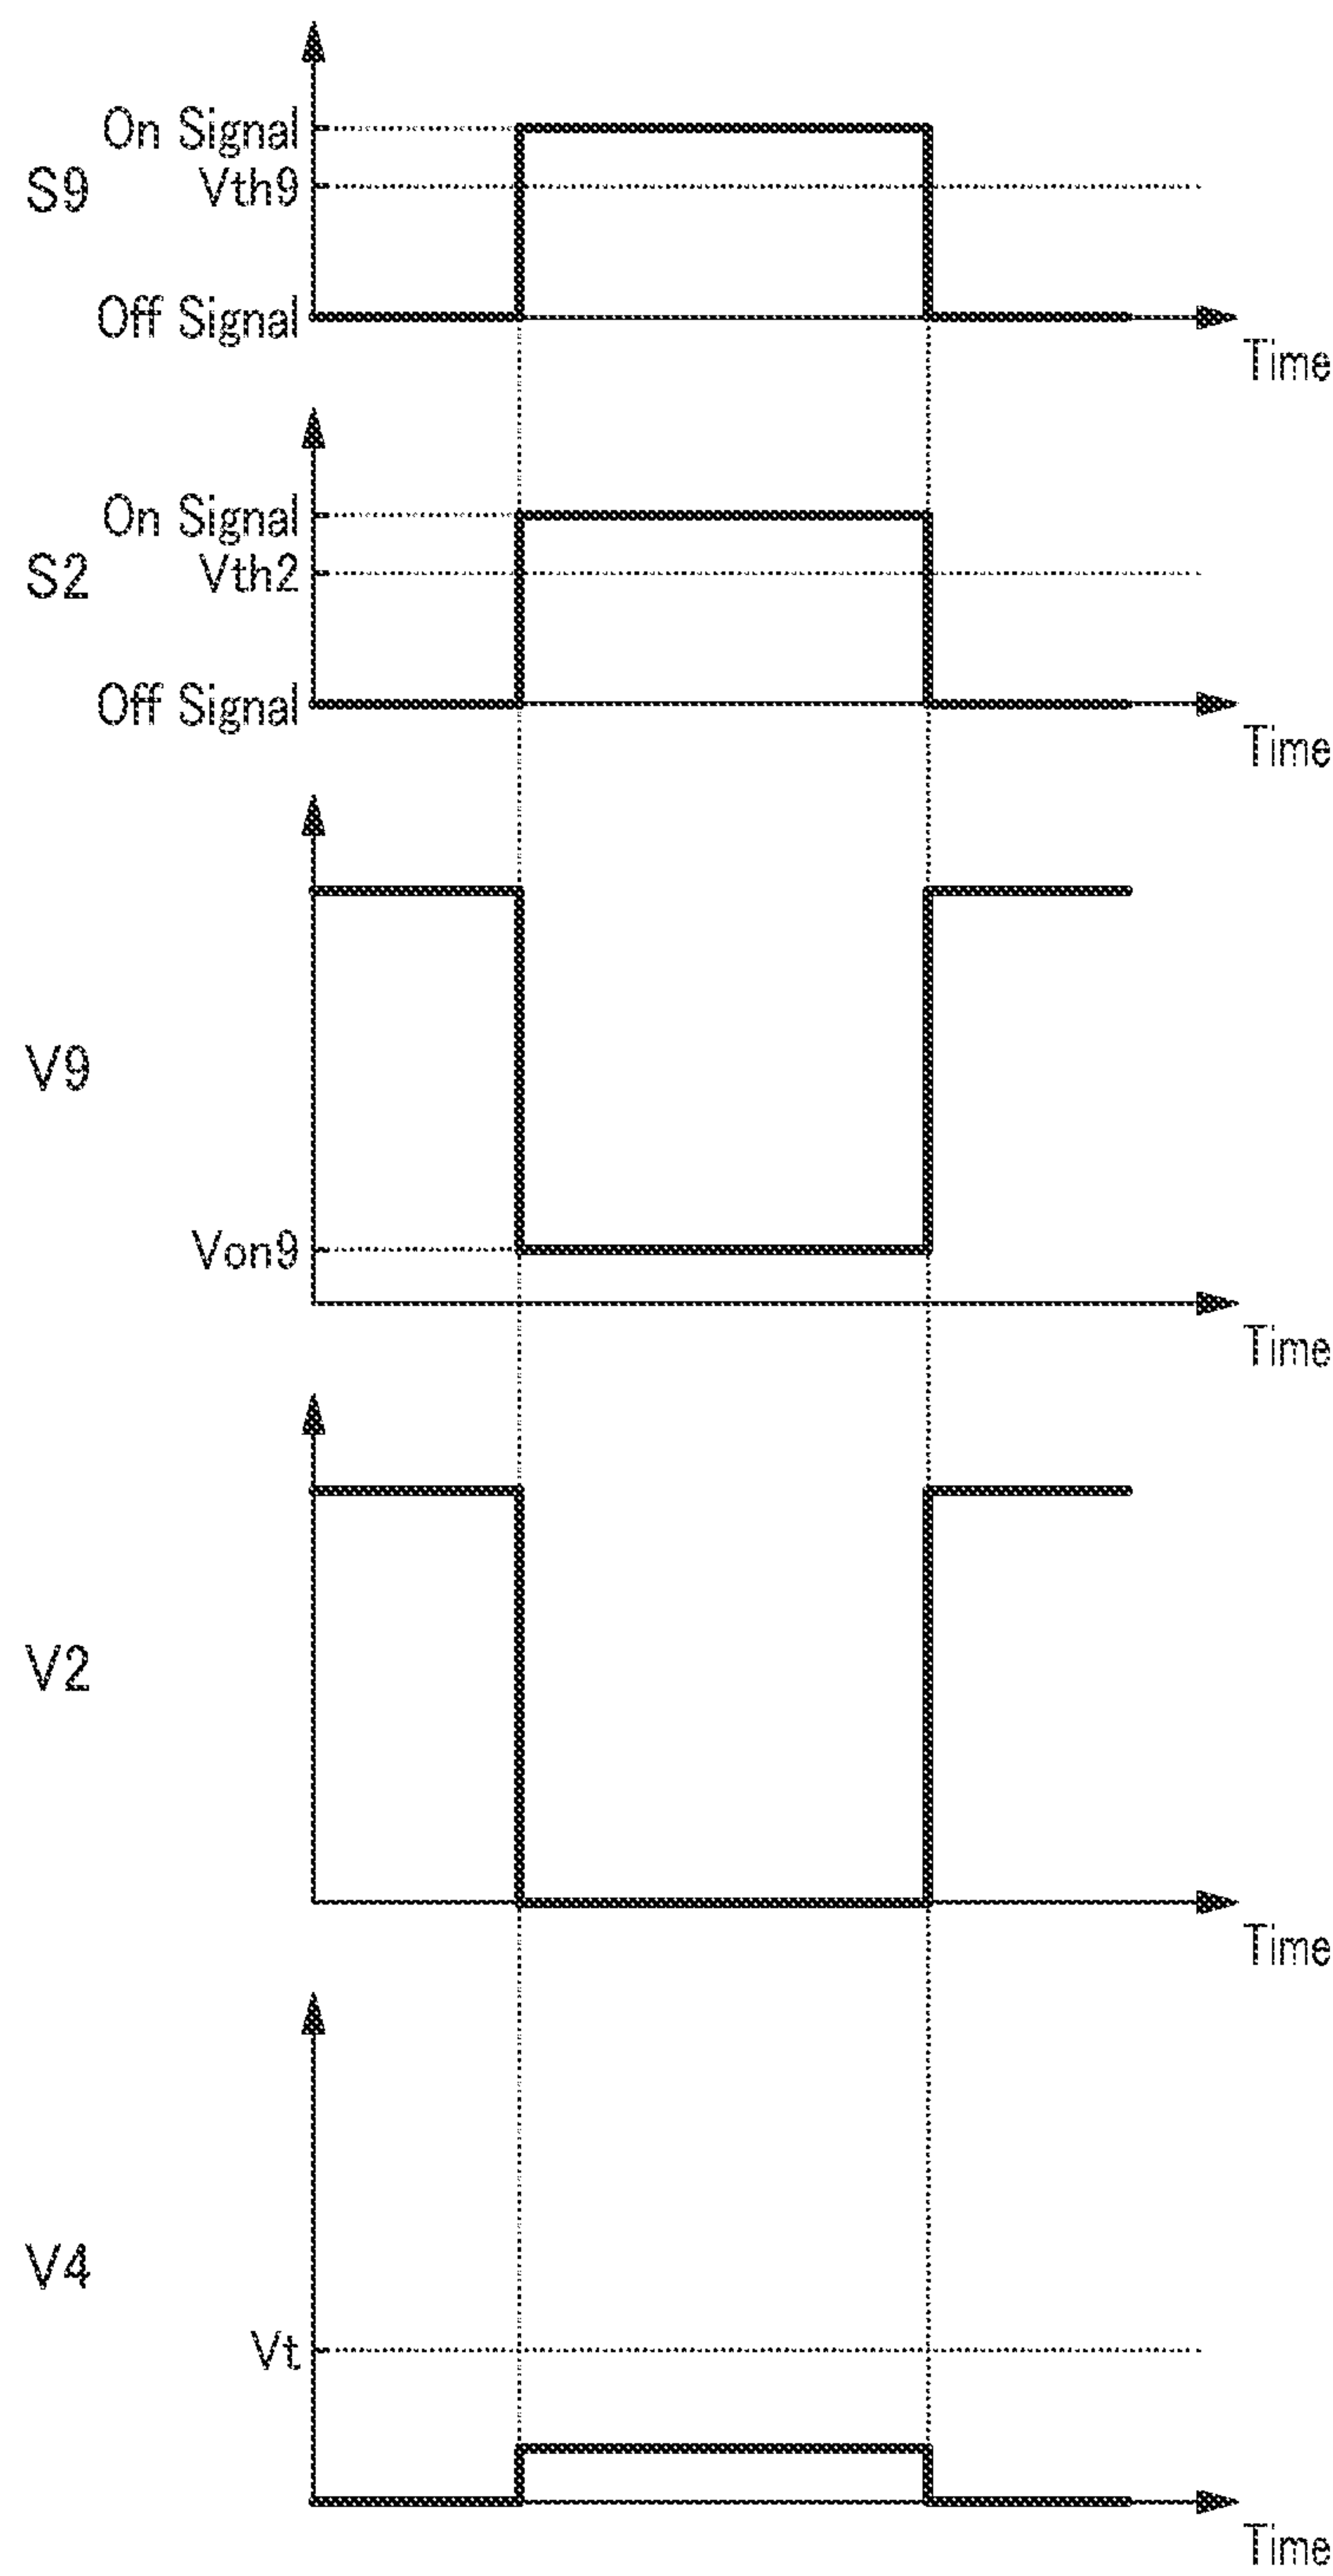 On Signal
S9 Vth9
Off Signal
Time
On Signal
S2 Vth2
Off Signal
Time
V9
Von9
Time
V2
Time
V4
Vt
Time